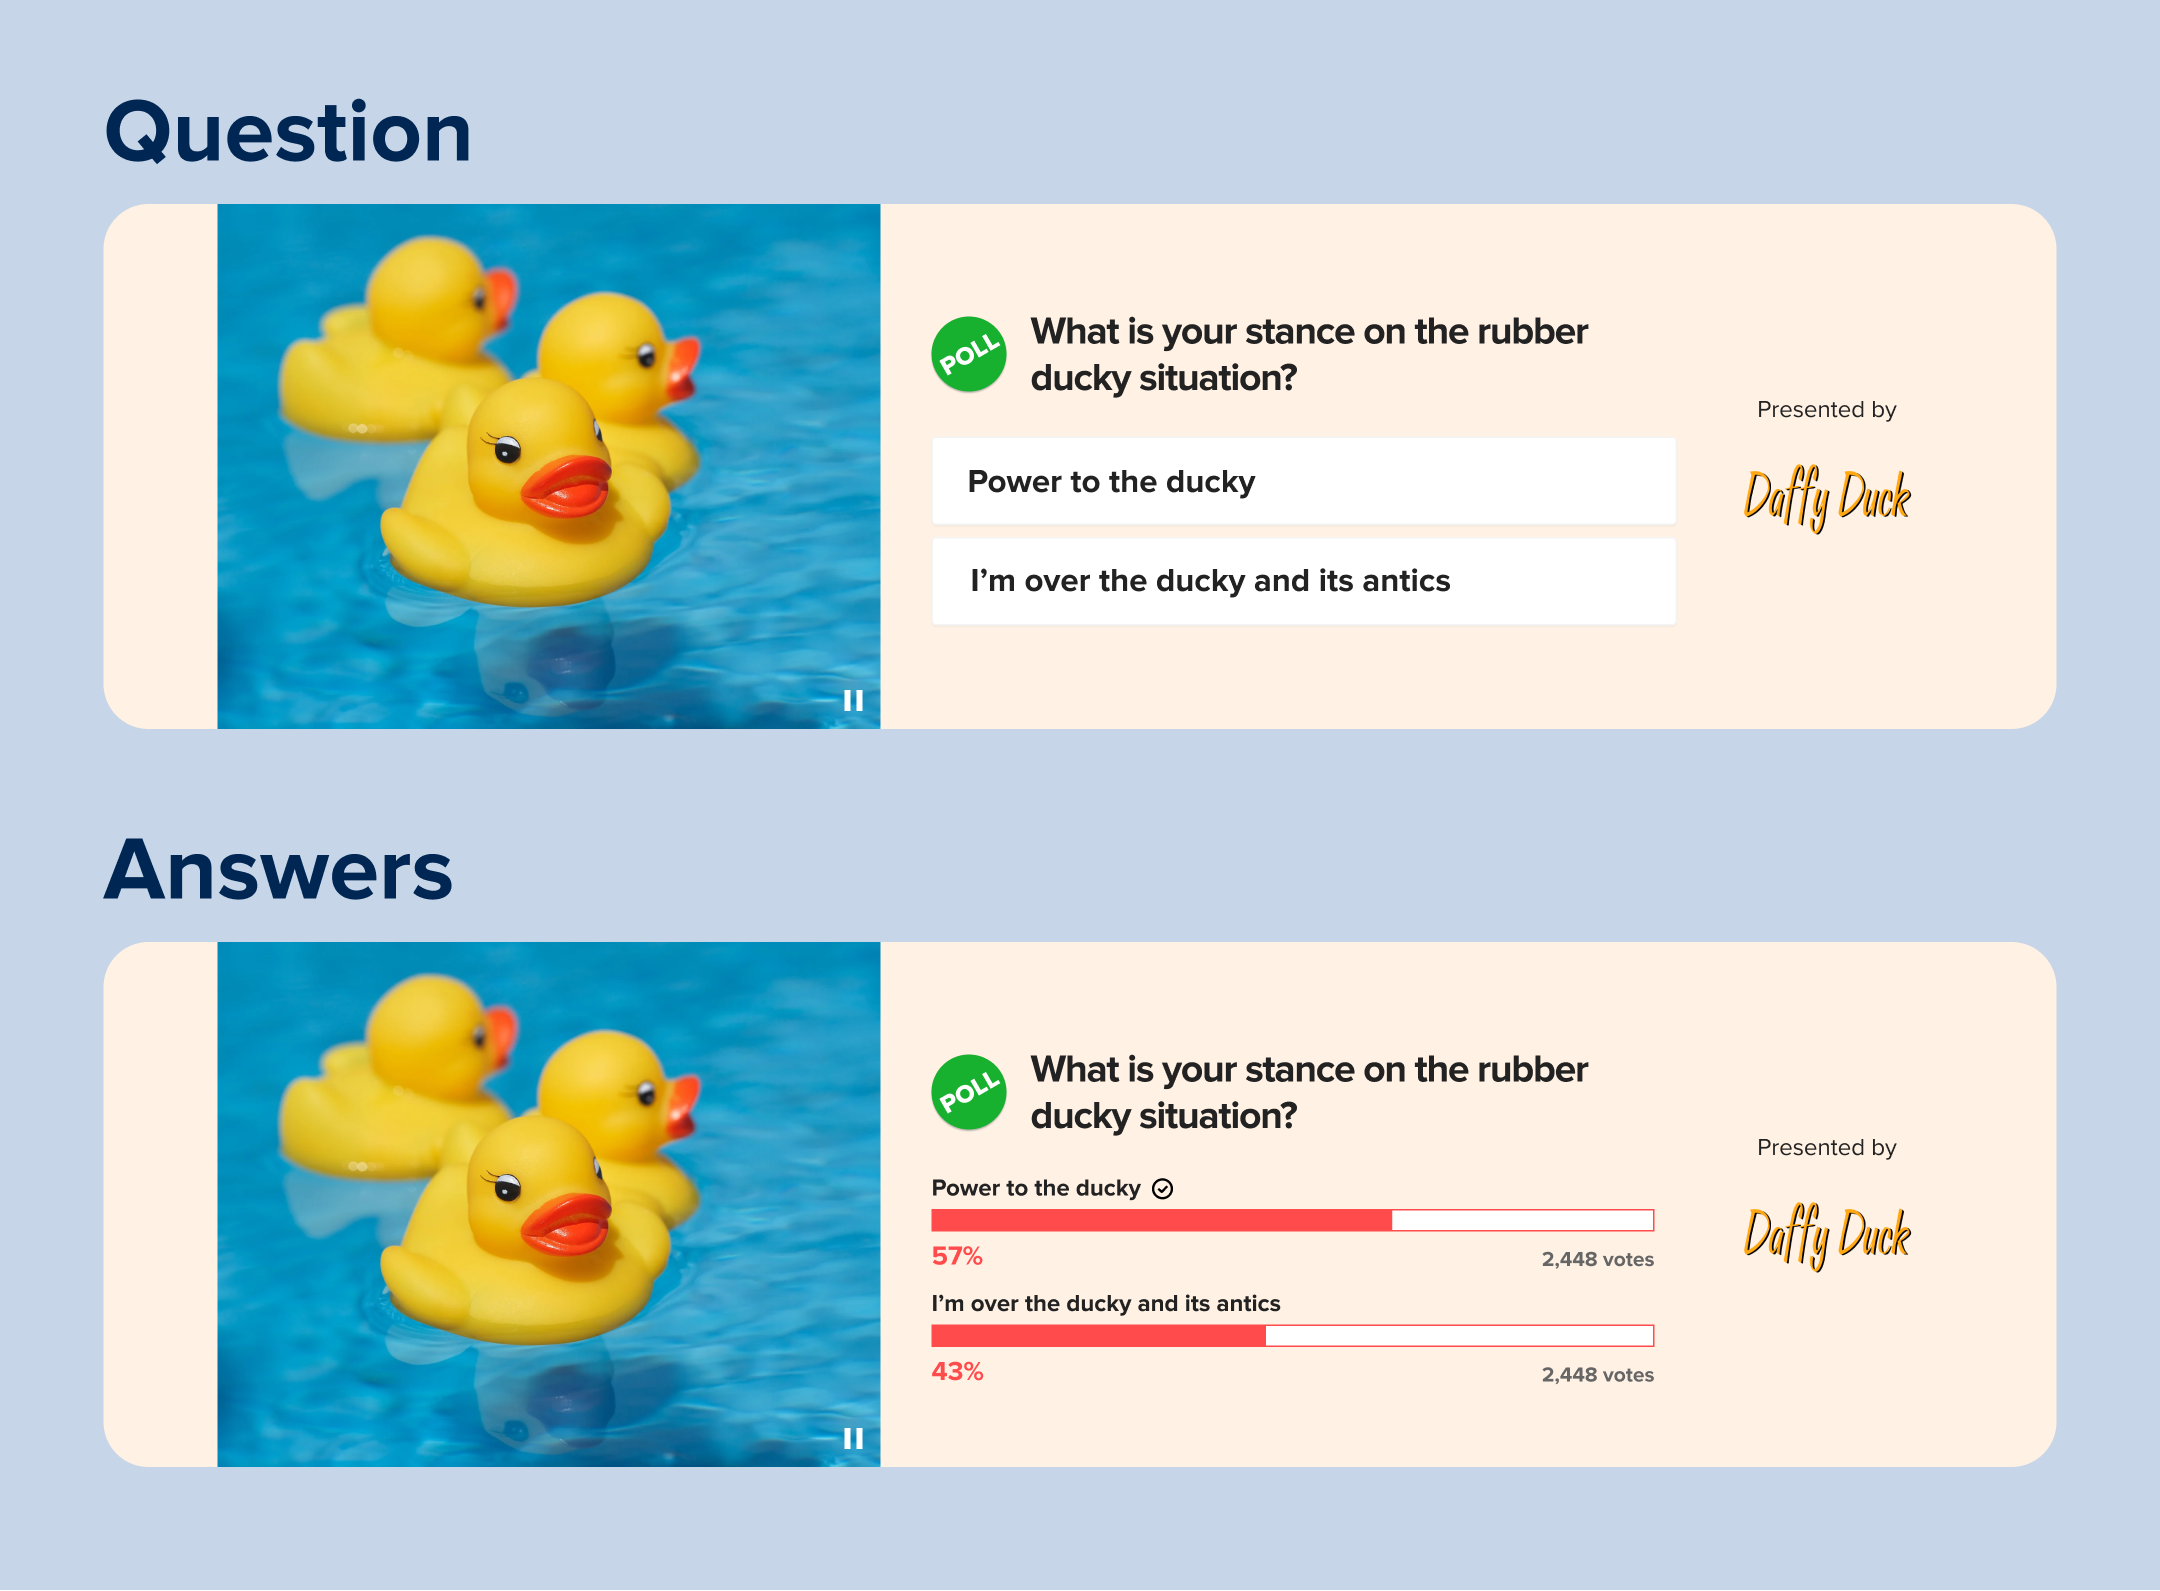 Question
POLL
What is your stance on the rubber
ducky situation?
Power to the ducky
I’m over the ducky and its antics
Presented by
Daffy Duck
Answers
POLL
What is your stance on the rubber
ducky situation?
Power to the ducky
57%
2,448 votes
I’m over the ducky and its antics
43%
2,448 votes
Presented by
Daffy Duck